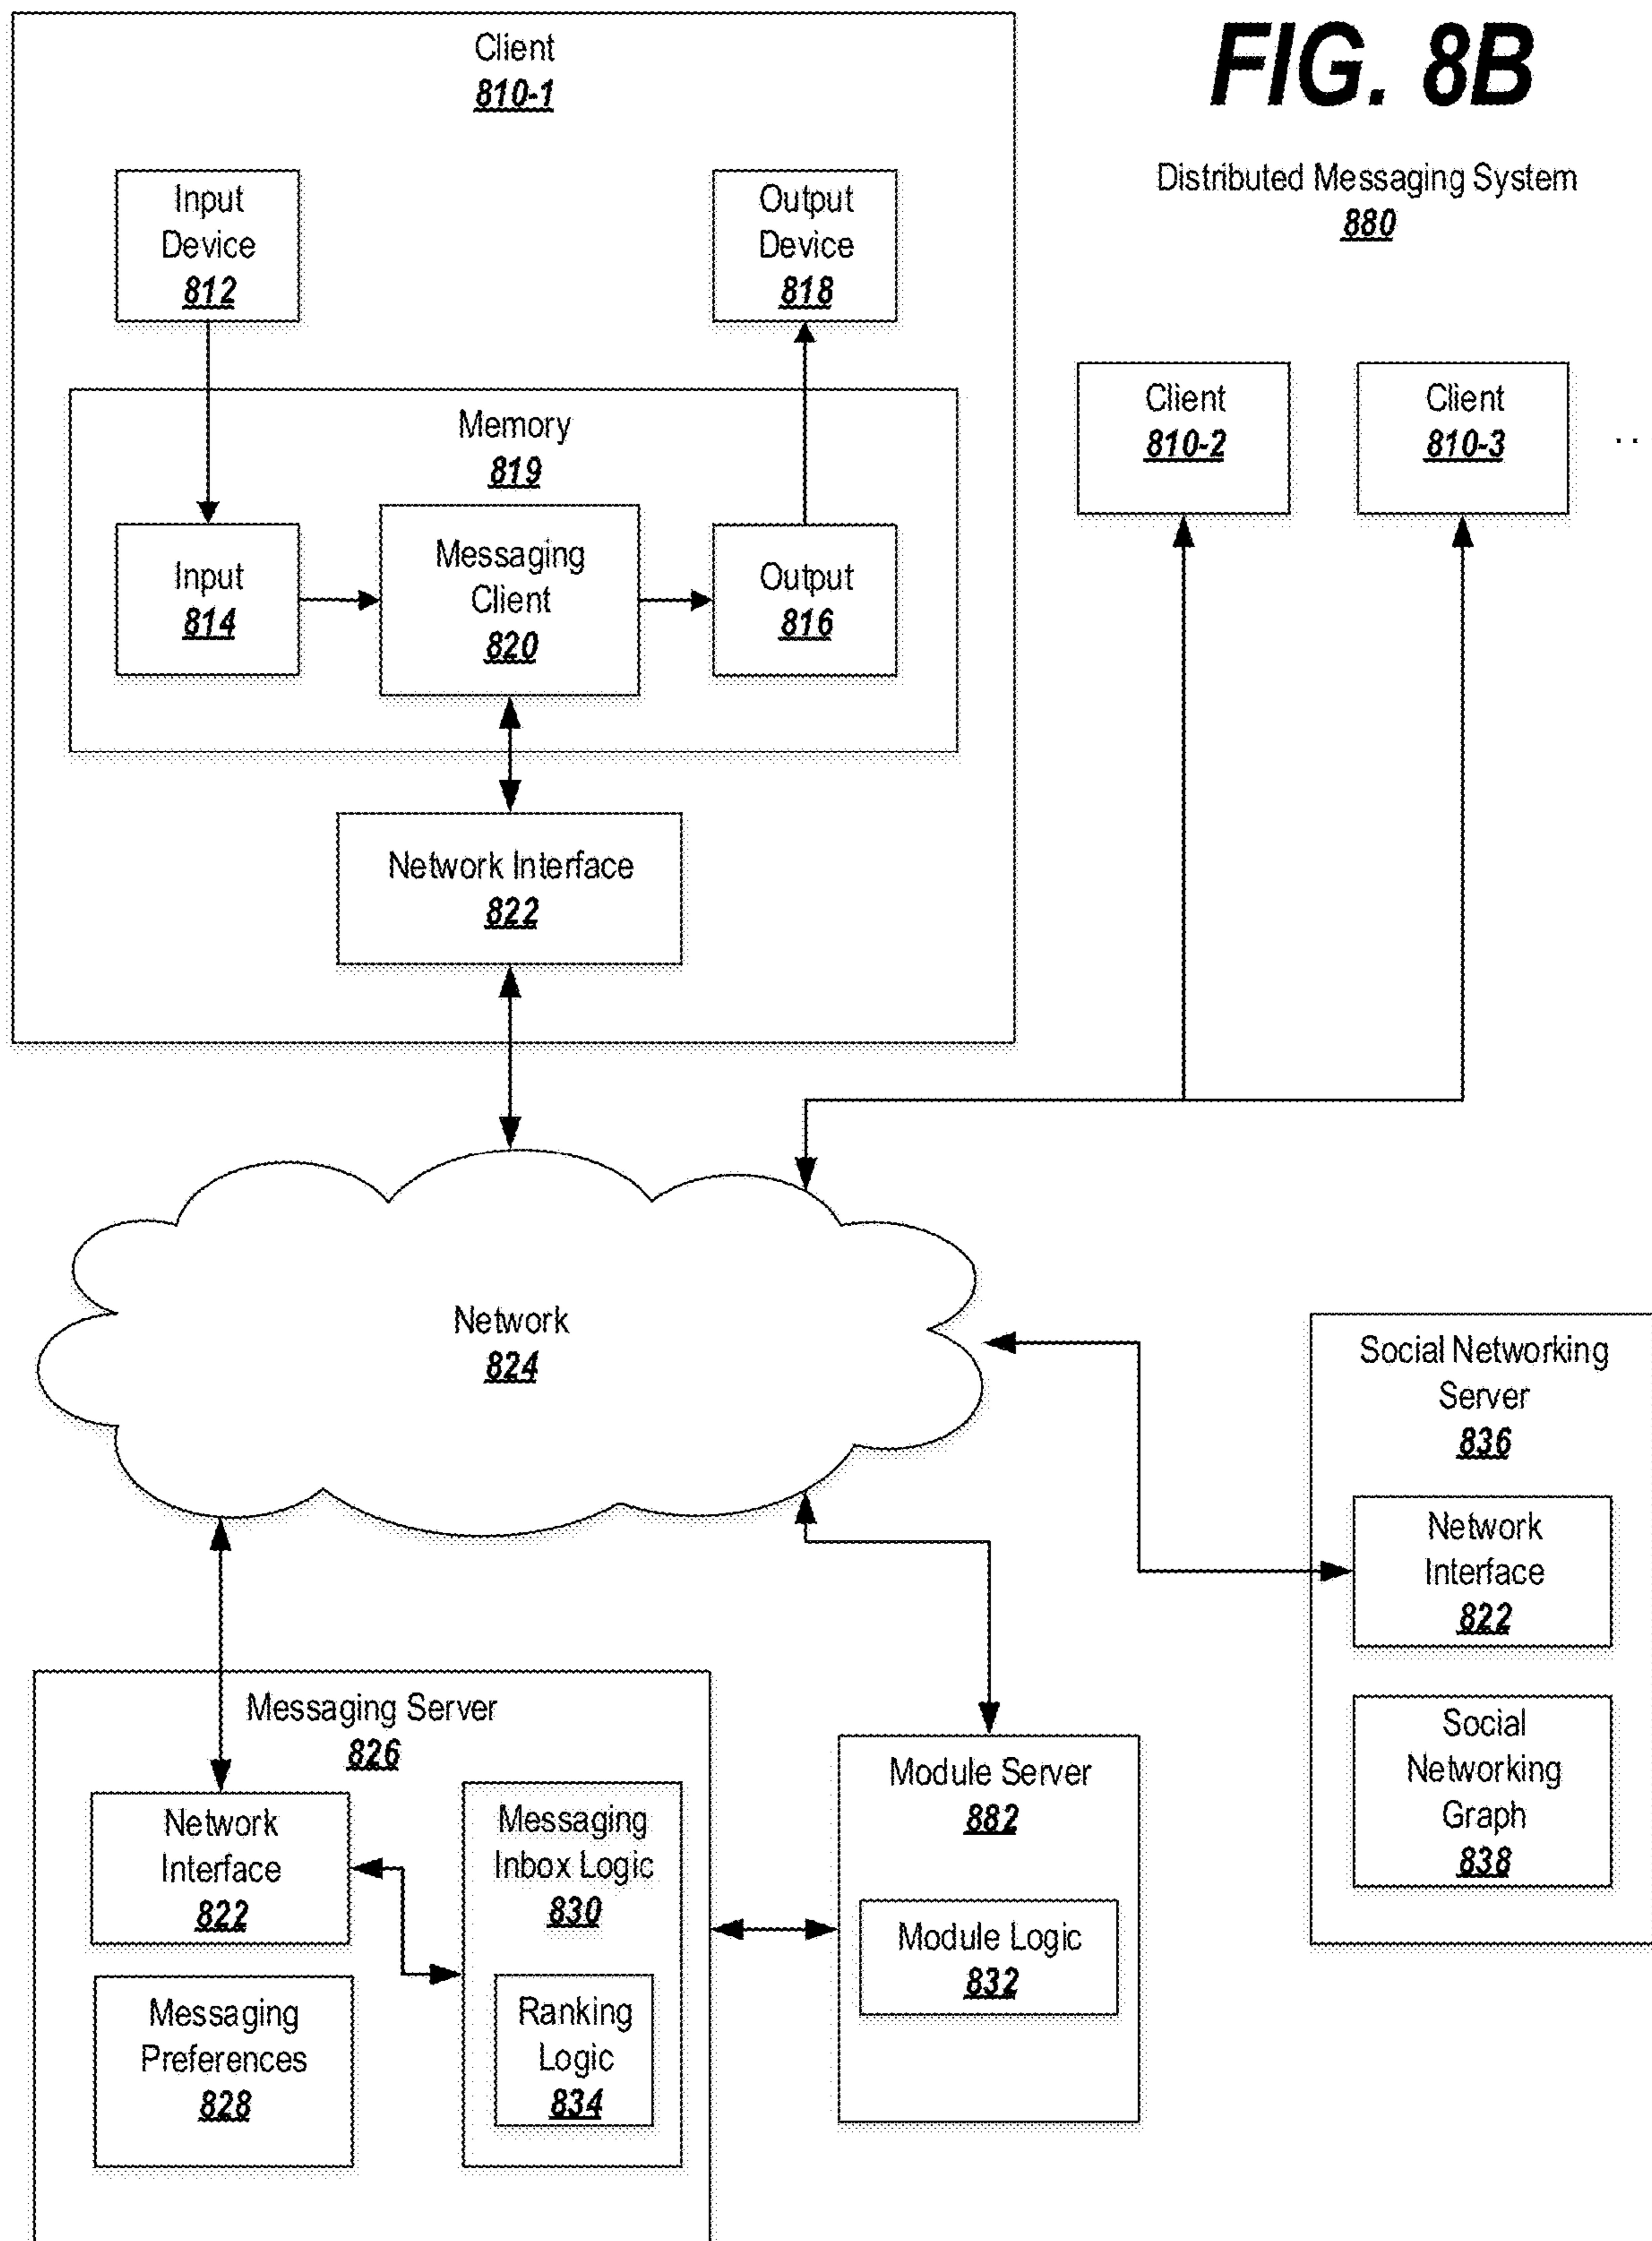 FIG. 8B
Distributed Messaging System
880
Client
810-1
Input
Device
812
Output
Device
818
Memory
819
Input
814
Messaging
Client
820
Output
816
Network Interface
822
Client
810-2
Client
810-3
. .
Network
824
Social Networking
Server
836
Network
Interface
822
Social
Networking
Graph
838
Messaging Server
826
Network
Interface
822
Messaging
Preferences
828
Messaging
Inbox Logic
830
Ranking
Logic
834
Module Server
882
Module Logic
832